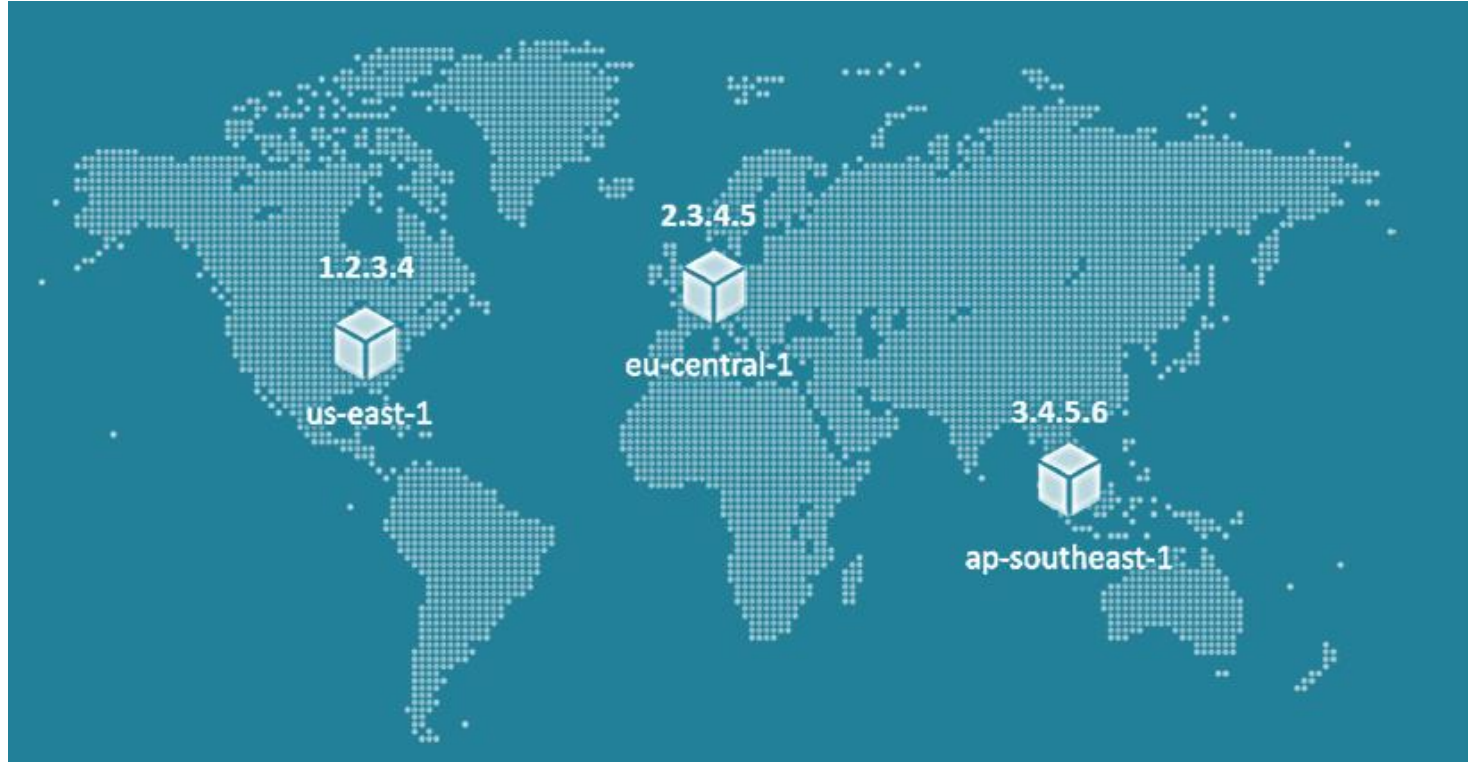 2.3.4.5
1.2.3.4
eu-central-1
us-east-1
3.4.5.6
ap-southeast-1